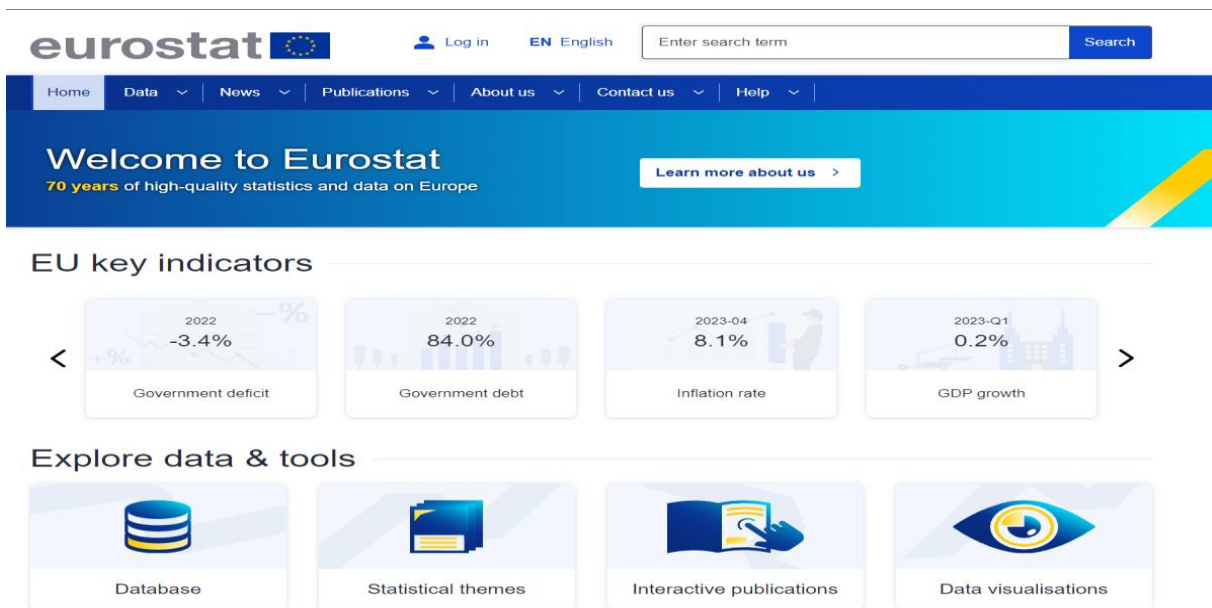 eurostat
Log in
EN English
Enter search term
Search
Home
Data
News
Publications
About us
Contact us
Help
Welcome to Eurostat
70 years of high-quality statistics and data on Europe
Learn more about us >
EU key indicators
2022
-3.4%
Government deficit
2022
84.0%
Government debt
2023-04
8.1%
Inflation rate
2023-Q1
0.2%
GDP growth
-%
+%
Explore data & tools
Database
Statistical themes
Interactive publications
Data visualisations